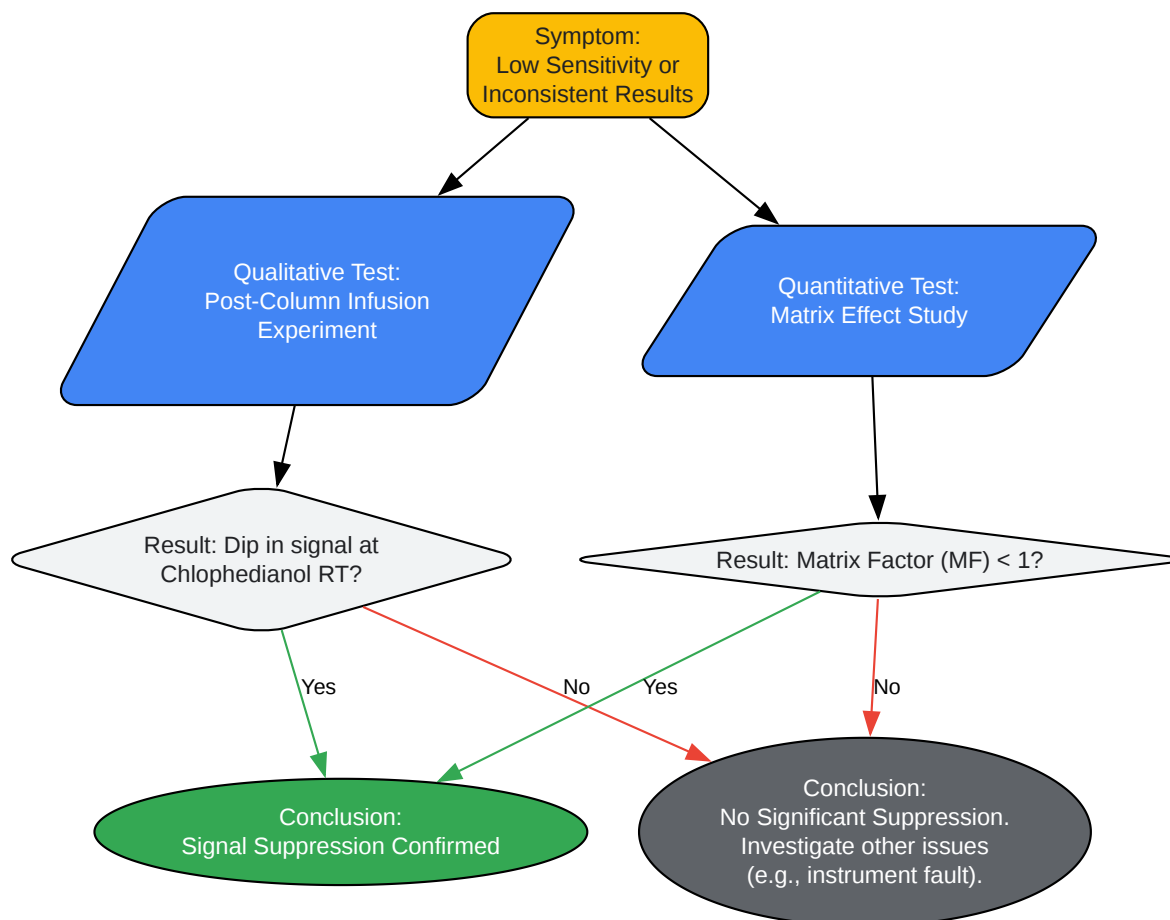 Symptom:
Low Sensitivity or
Inconsistent Results
Qualitative Test:
Post-Column Infusion
Experiment
Quantitative Test:
Matrix Effect Study
Result: Dip in signal at
Chlophedianol RT?
Result: Matrix Factor (MF) < 1?
Yes
No
Yes
No
Conclusion:
Signal Suppression Confirmed
Conclusion:
No Significant Suppression.
Investigate other issues
(e.g., instrument fault).